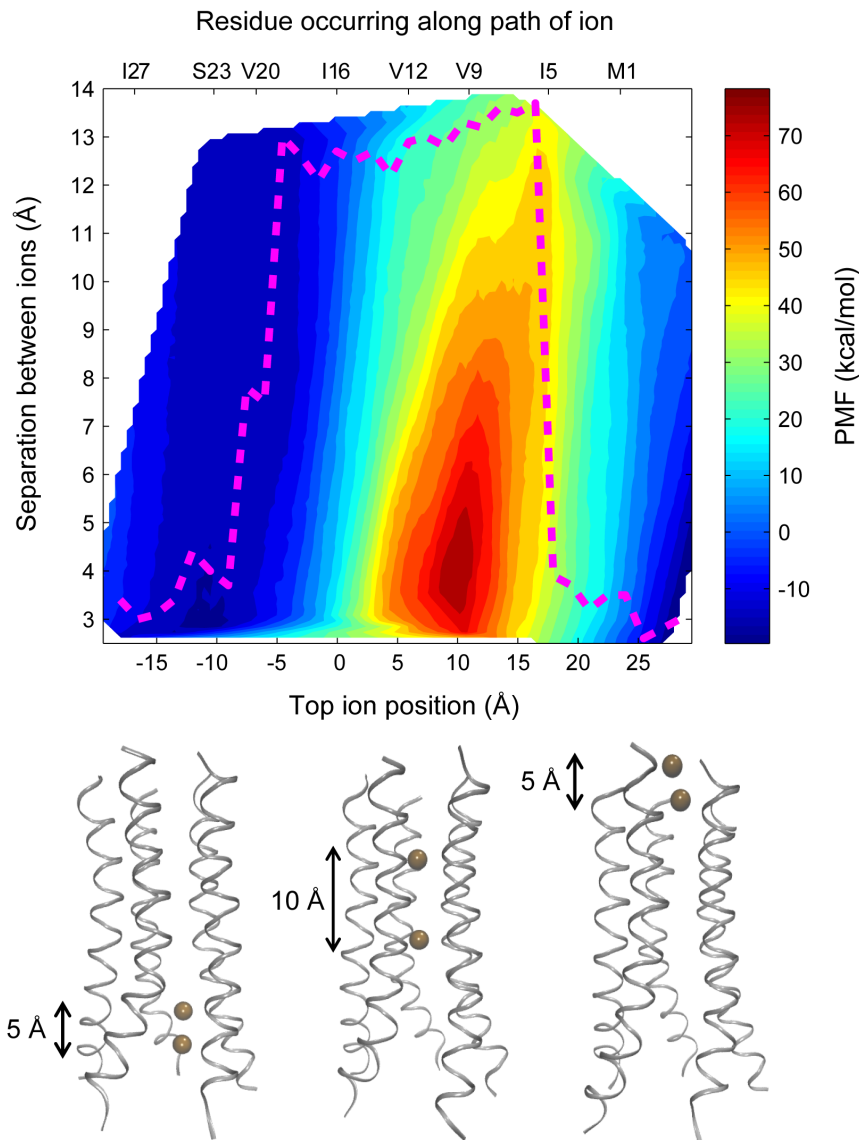 Residue occurring along path of ion
I27 S23 V20 I16 V12 V9 I5 M1
14
13
12
11
10
9
8
7
6
5
4
3
Separation between ions (Å)
-15 -10 -5 0 5 10 15 20 25
Top ion position (Å)
70
60
50
40
30
20
10
0
-10
PMF (kcal/mol)
5 Å
10 Å
5 Å